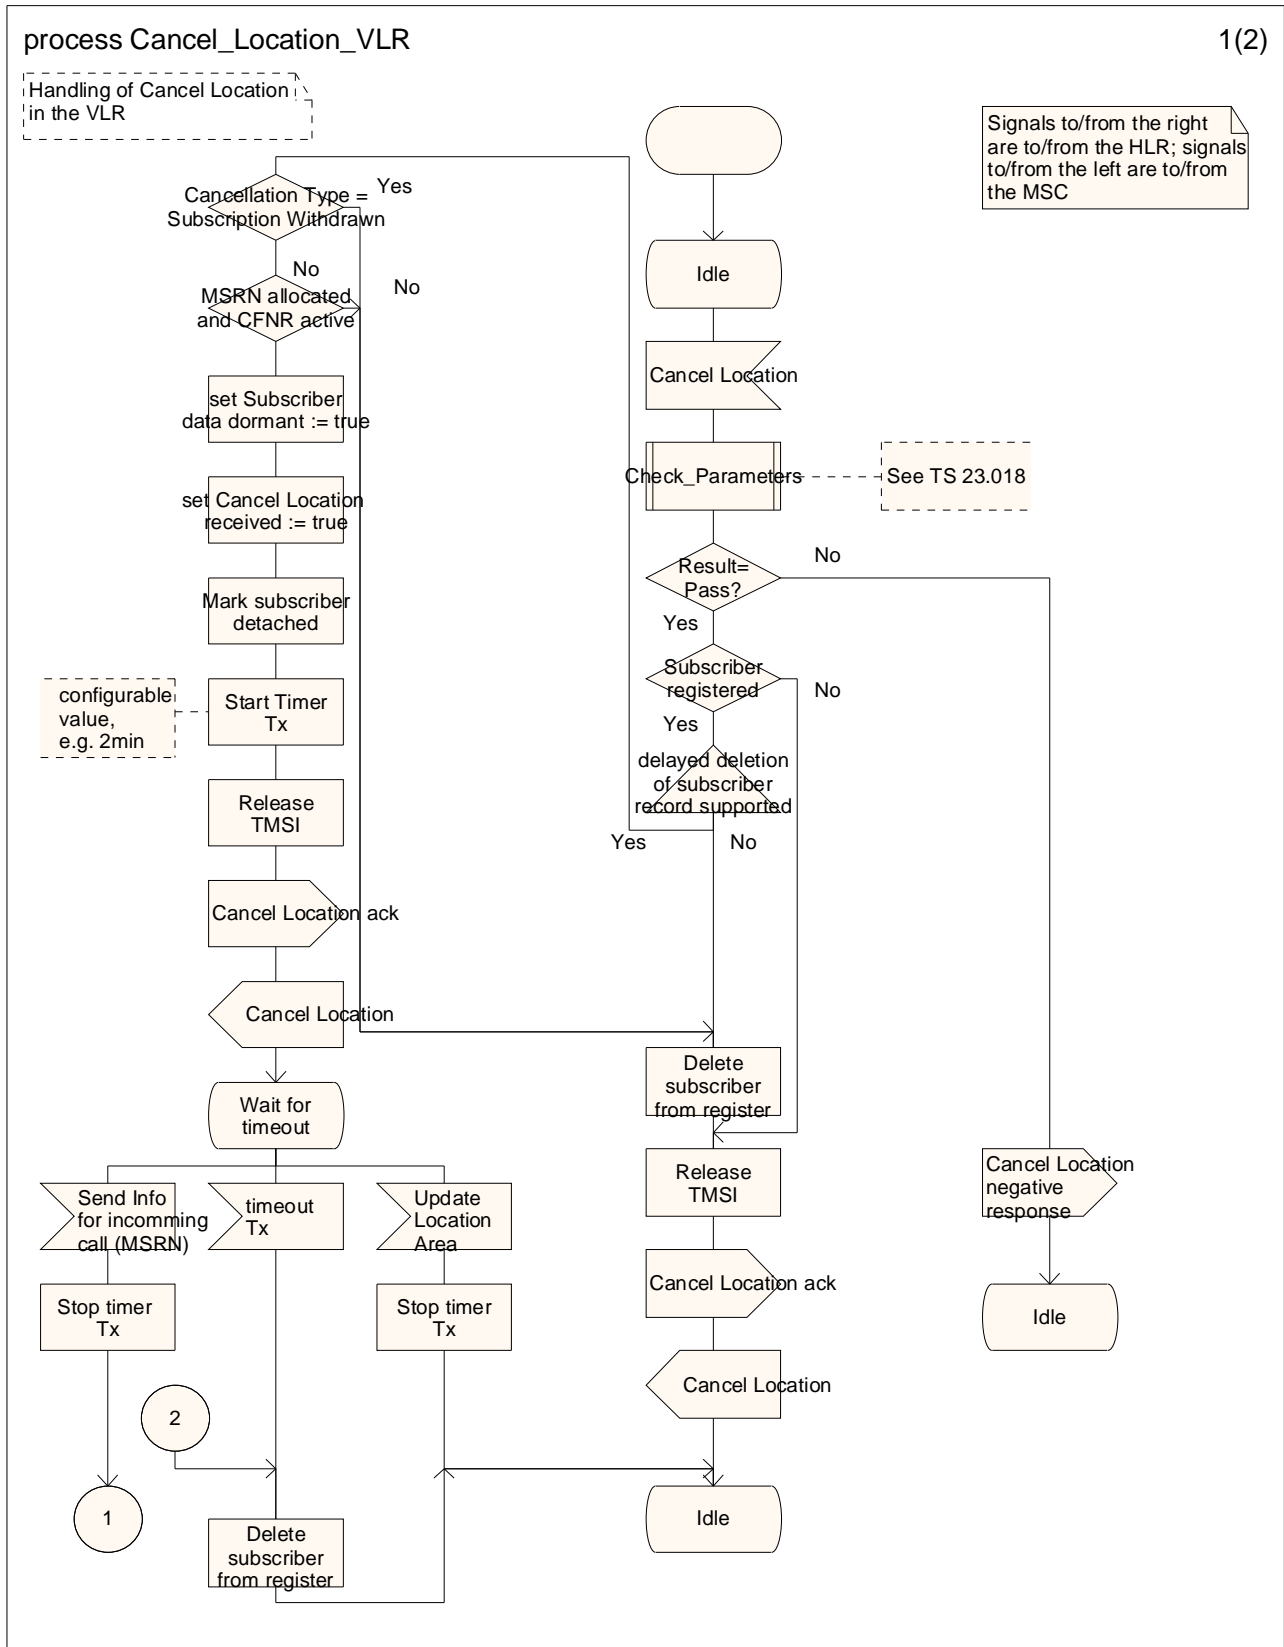 process Cancel_Location_VLR
1(2)
Handling of Cancel Location
in the VLR
Signals to/from the right
are to/from the HLR; signals
to/from the left are to/from
the MSC
Cancellation Type =
Subscription Withdrawn
Yes
No
MSRN allocated
and CFNR active
No
set Subscriber
data dormant := true
set Cancel Location
received := true
Mark subscriber
detached
configurable
value,
e.g. 2min
Start Timer
Tx
Release
TMSI
Cancel Location ack
Cancel Location
Wait for
timeout
Send Info
for incomming
call (MSRN)
timeout
Tx
Update
Location
Area
Stop timer
Tx
Stop timer
Tx
2
1
Delete
subscriber
from register
Idle
Cancel Location
Check_Parameters
See TS 23.018
Result=
Pass?
No
Yes
Subscriber
registered
No
Yes
delayed deletion
of subscriber
record supported
Yes
No
Delete
subscriber
from register
Release
TMSI
Cancel Location ack
Cancel Location
Idle
Cancel Location
negative
response
Idle